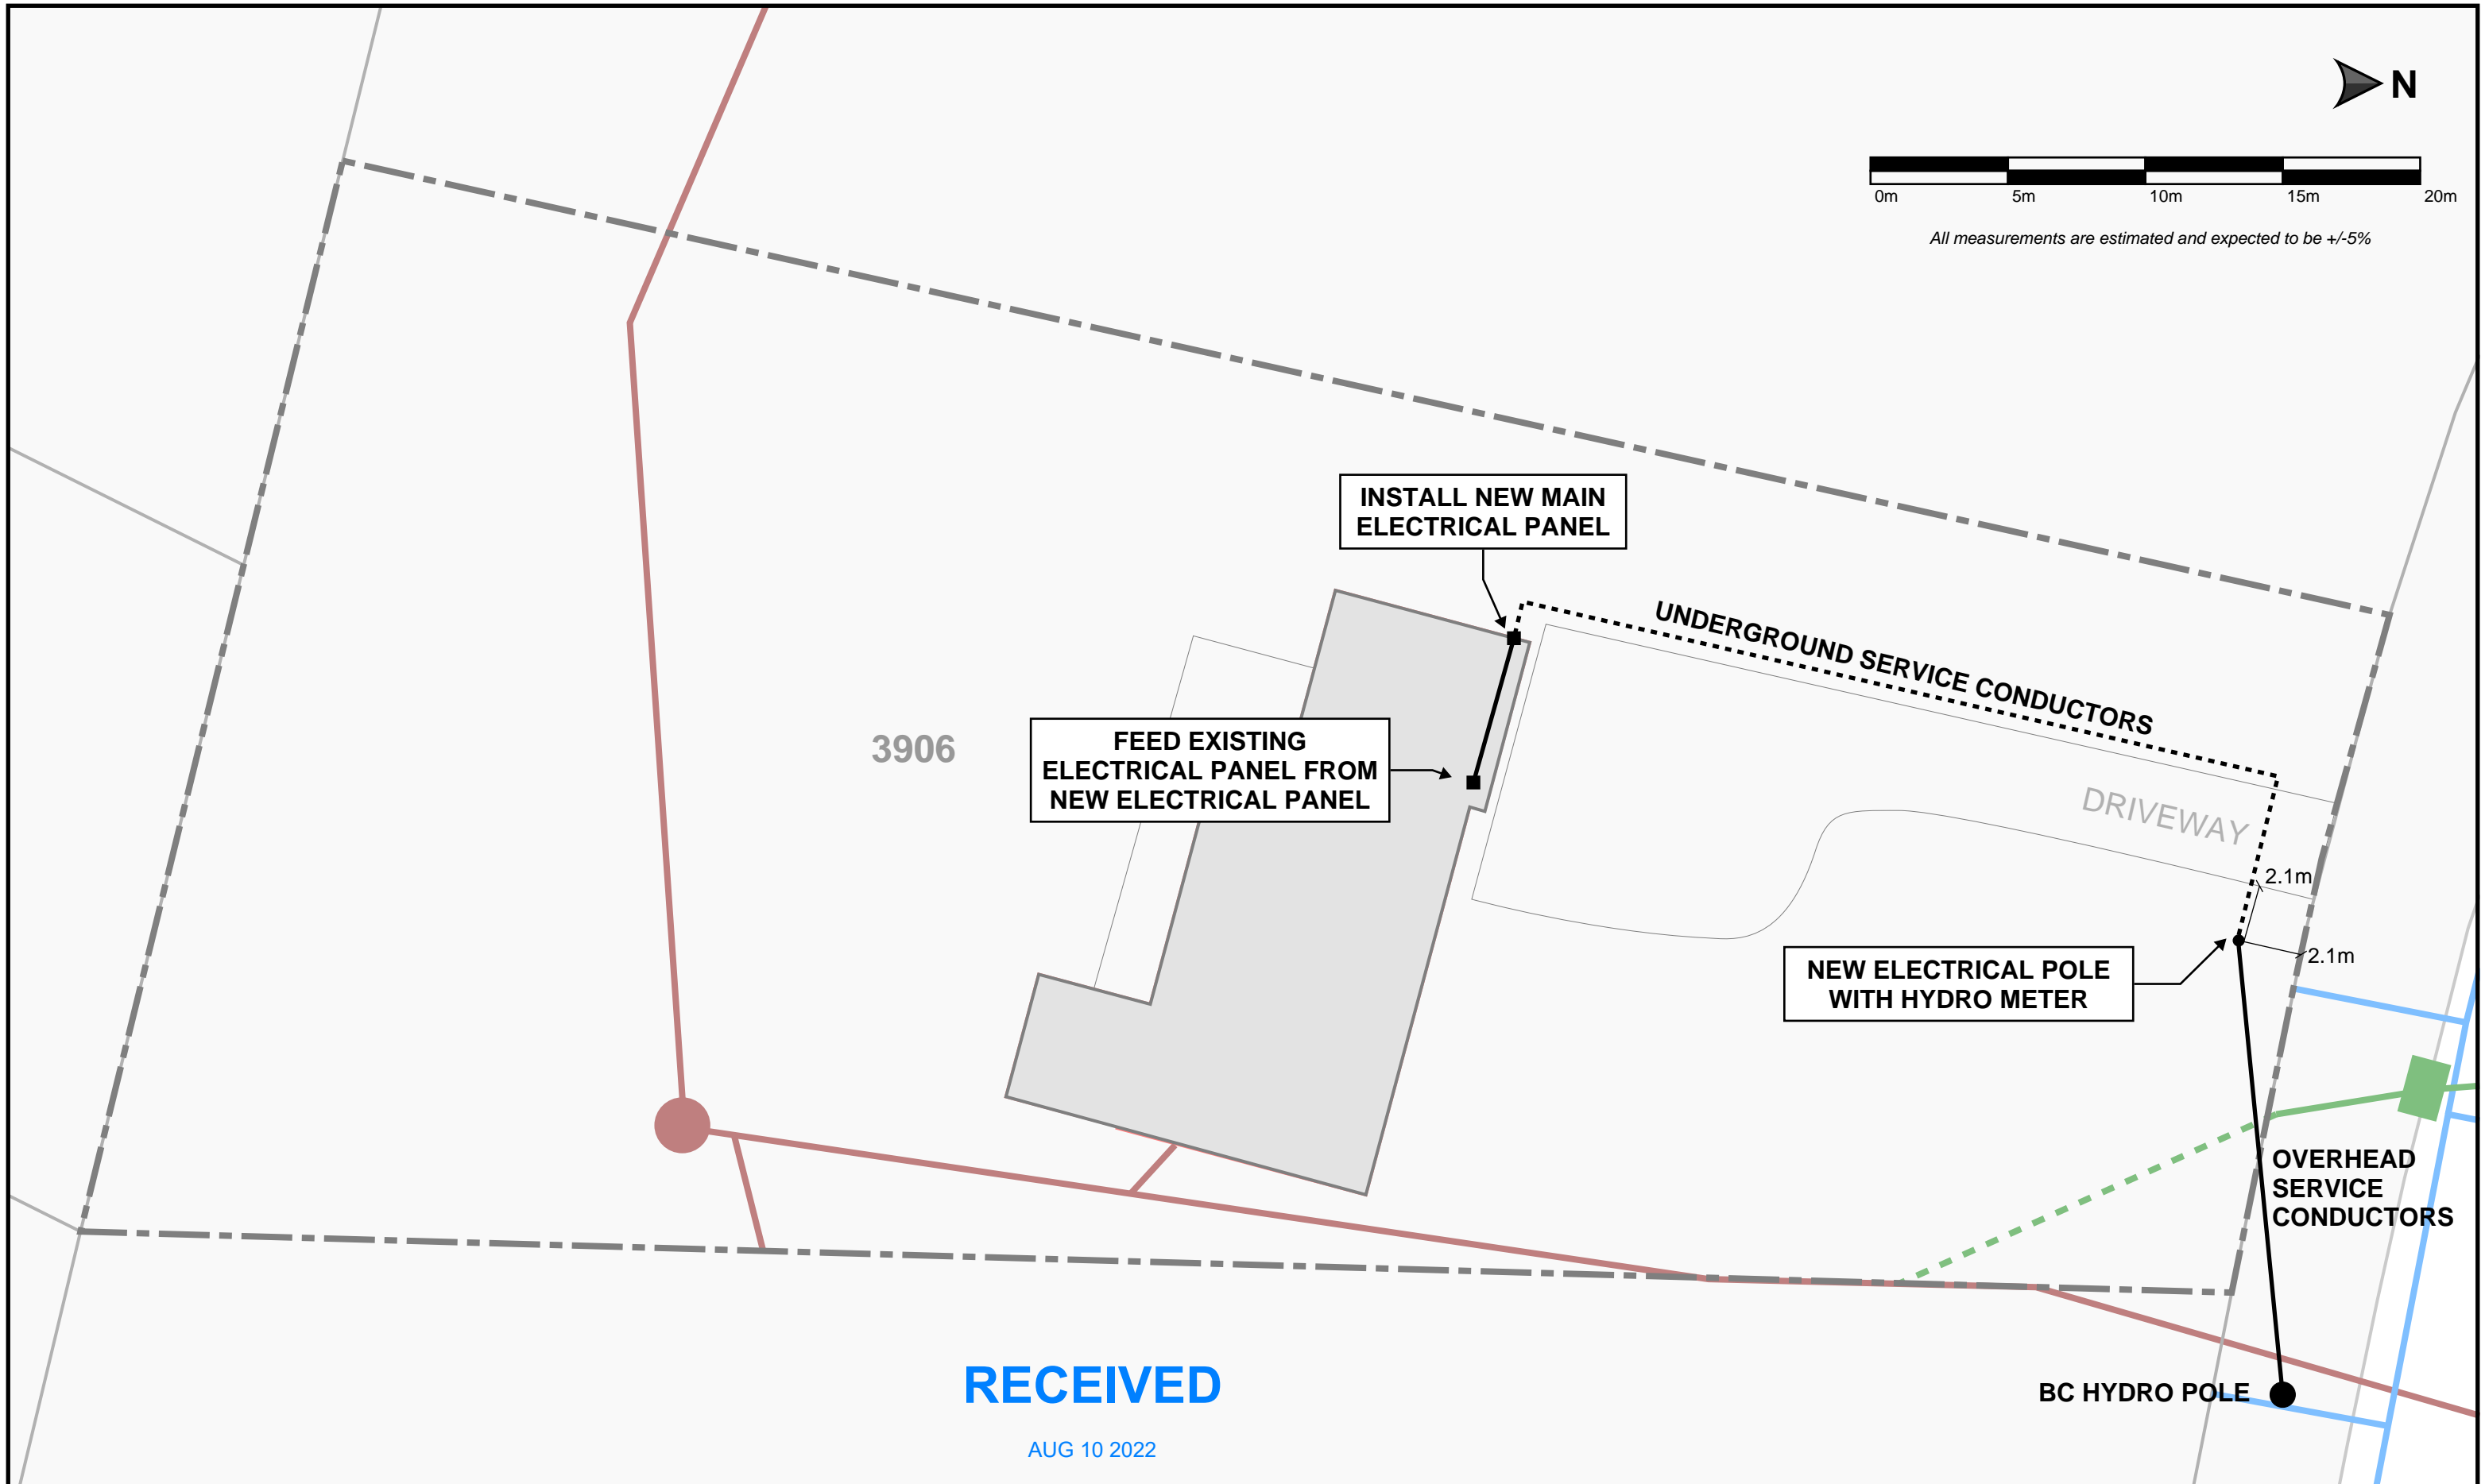 N
0m 5m 10m 15m 20m
All measurements are estimated and expected to be +/-5%
INSTALL NEW MAIN
ELECTRICAL PANEL
UNDERGROUND SERVICE CONDUCTORS
3906
FEED EXISTING
ELECTRICAL PANEL FROM
NEW ELECTRICAL PANEL
DRIVEWAY
2.1m
2.1m
NEW ELECTRICAL POLE
WITH HYDRO METER
OVERHEAD
SERVICE
CONDUCTORS
BC HYDRO POLE
RECEIVED
AUG 10 2022